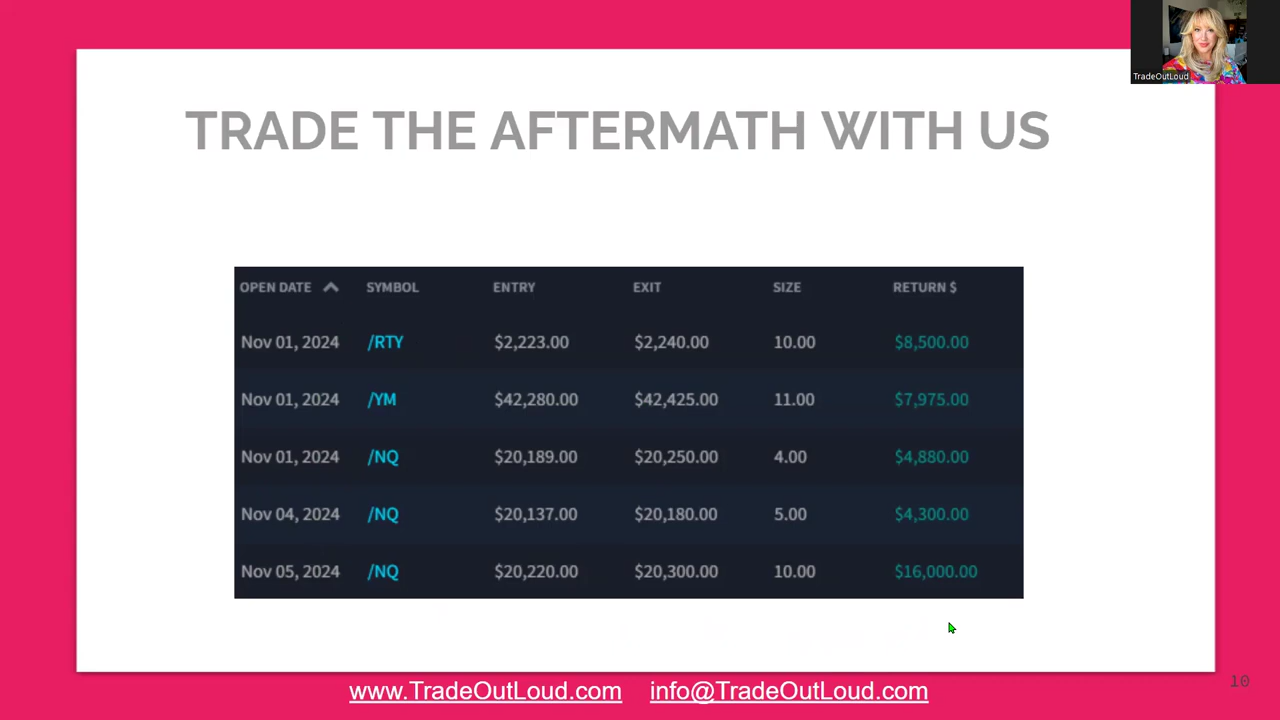 TradeOutLoud
TRADE THE AFTERMATH WITH US
OPEN DATE SYMBOL ENTRY EXIT SIZE RETURN $
Nov 01, 2024 /RTY $2,223.00 $2,240.00 10.00 $8,500.00
Nov 01, 2024 /YM $42,280.00 $42,425.00 11.00 $7,975.00
Nov 01, 2024 /NQ $20,189.00 $20,250.00 4.00 $4,880.00
Nov 04, 2024 /NQ $20,137.00 $20,180.00 5.00 $4,300.00
Nov 05, 2024 /NQ $20,220.00 $20,300.00 10.00 $16,000.00
www.TradeOutLoud.com info@TradeOutLoud.com
10